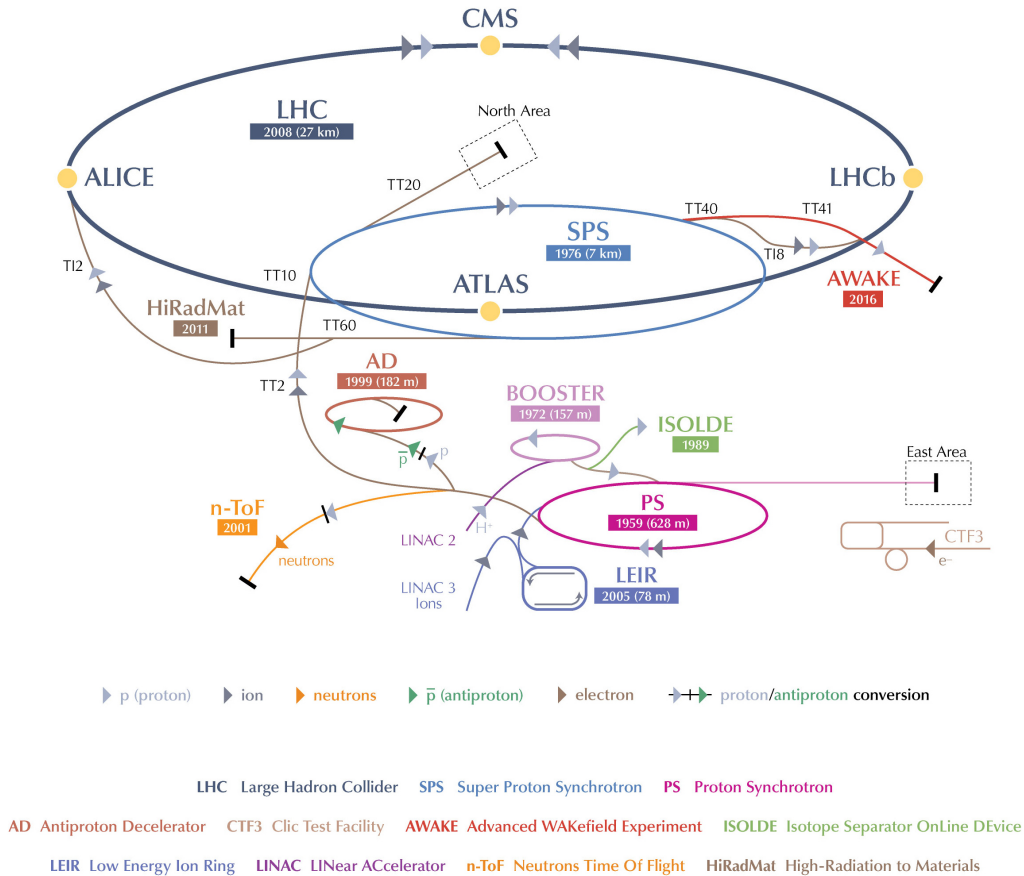 CMS
LHC
2008 (27 km)
North Area
TT20
ALICE
LHCb
TT40
TT41
SPS
1976 (7 km)
TI8
TI2
TT10
ATLAS
AWAKE
2016
HiRadMat
2011
TT60
AD
1999 (182 m)
TT2
BOOSTER
1972 (157 m)
ISOLDE
1989
p̅
p
East Area
n-ToF
2001
PS
1959 (628 m)
H⁺
LINAC 2
neutrons
CTF3
e⁻
LINAC 3
Ions
LEIR
2005 (78 m)
p (proton)
ion
neutrons
p̅ (antiproton)
electron
proton/antiproton conversion
LHC Large Hadron Collider SPS Super Proton Synchrotron PS Proton Synchrotron
AD Antiproton Decelerator CTF3 Clic Test Facility AWAKE Advanced WAKefield Experiment ISOLDE Isotope Separator OnLine DEvice
LEIR Low Energy Ion Ring LINAC LINear ACcelerator n-ToF Neutrons Time Of Flight HiRadMat High-Radiation to Materials